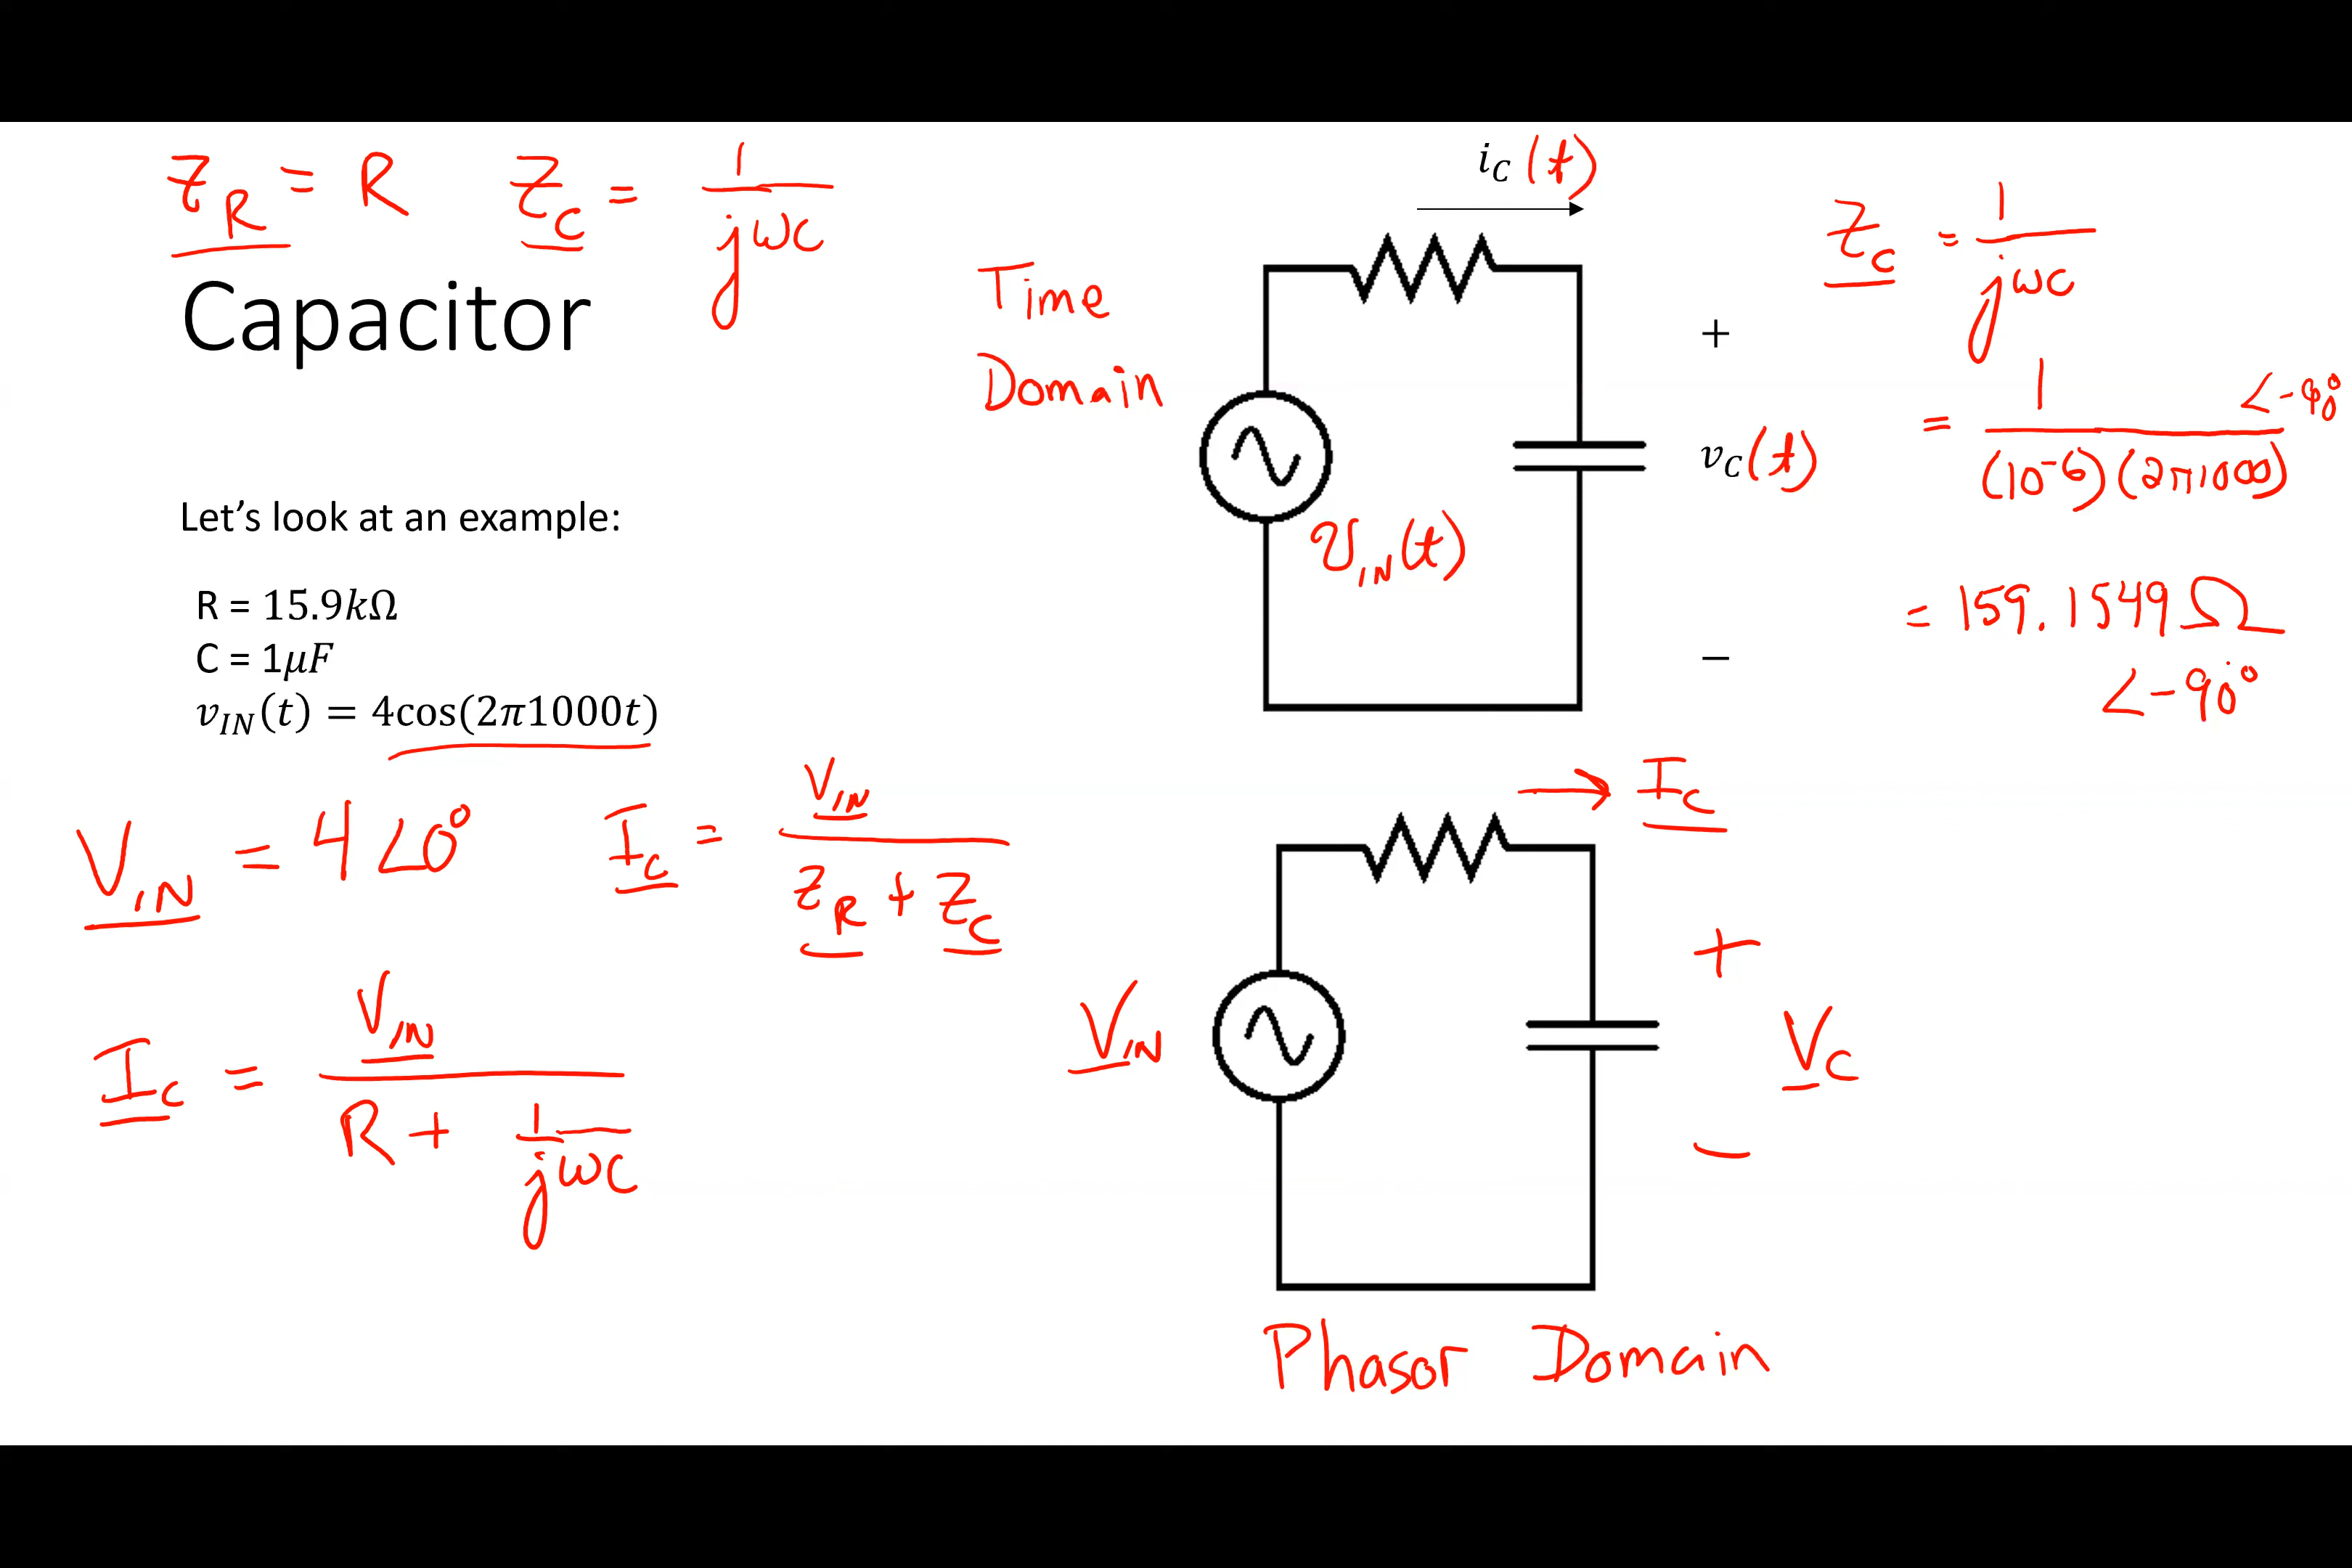 Z_R = R   Z_C = 1/(jωC)
Capacitor
Let's look at an example:
R = 15.9kΩ
C = 1μF
v_IN(t) = 4cos(2π1000t)
V_IN = 4∠0°
I_C = V_IN/(Z_R + Z_C)
I_C = V_IN/(R + 1/(jωC))
Time
Domain
i_C(t)
+
v_C(t)
−
v_IN(t)
Z_C = 1/(jωC)
= 1∠-90°/((10^-6)(2π1000))
= 159.1549Ω
∠-90°
→ I_C
V_IN
+
V_C
−
Phasor Domain